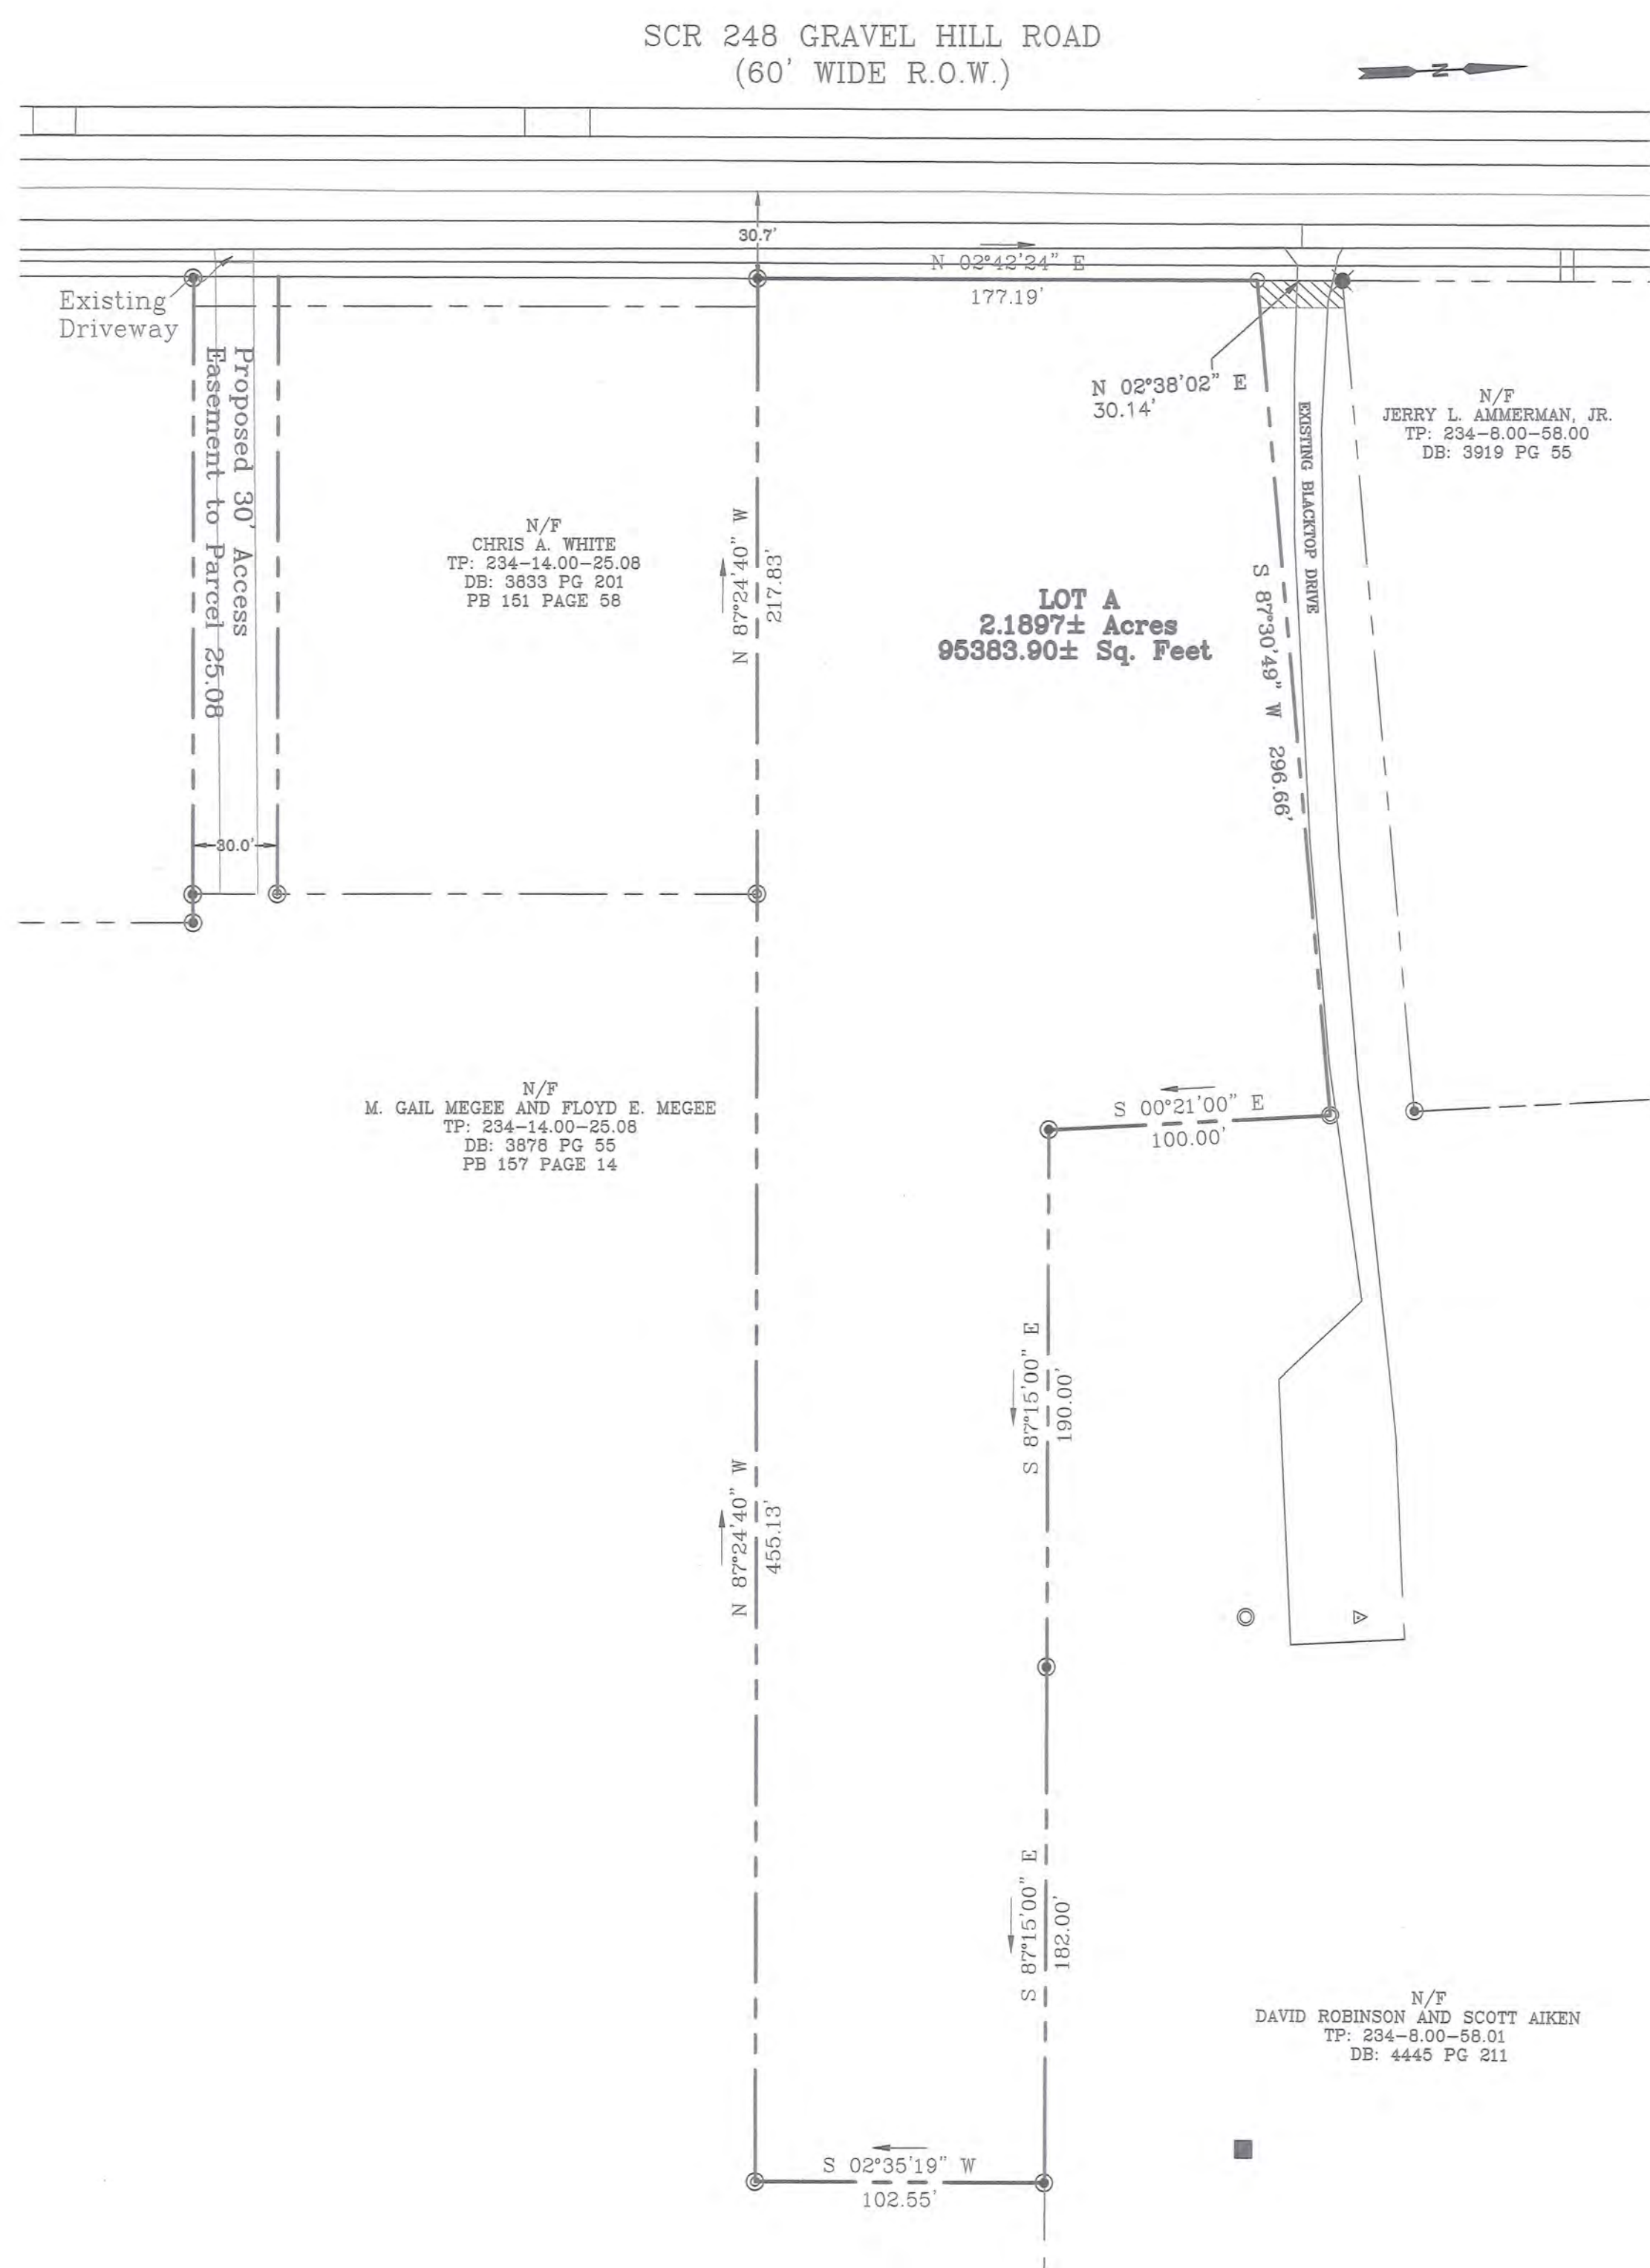 SCR 248 GRAVEL HILL ROAD
(60' WIDE R.O.W.)
N
30.7'
N 02°42'24" E
177.19'
Existing
Driveway
Proposed 30' Access
Easement to Parcel 25.08
N 02°38'02" E
30.14'
N/F
JERRY L. AMMERMAN, JR.
TP: 234-8.00-58.00
DB: 3919 PG 55
EXISTING BLACKTOP DRIVE
N/F
CHRIS A. WHITE
TP: 234-14.00-25.08
DB: 3833 PG 201
PB 151 PAGE 58
N 87°24'40" W
217.83'
LOT A
2.1897± Acres
95383.90± Sq. Feet
S 87°30'49" W 296.66'
30.0'
N/F
M. GAIL MEGEE AND FLOYD E. MEGEE
TP: 234-14.00-25.08
DB: 3878 PG 55
PB 157 PAGE 14
S 00°21'00" E
100.00'
S 87°15'00" E
190.00'
N 87°24'40" W
455.13'
S 87°15'00" E
182.00'
N/F
DAVID ROBINSON AND SCOTT AIKEN
TP: 234-8.00-58.01
DB: 4445 PG 211
S 02°35'19" W
102.55'